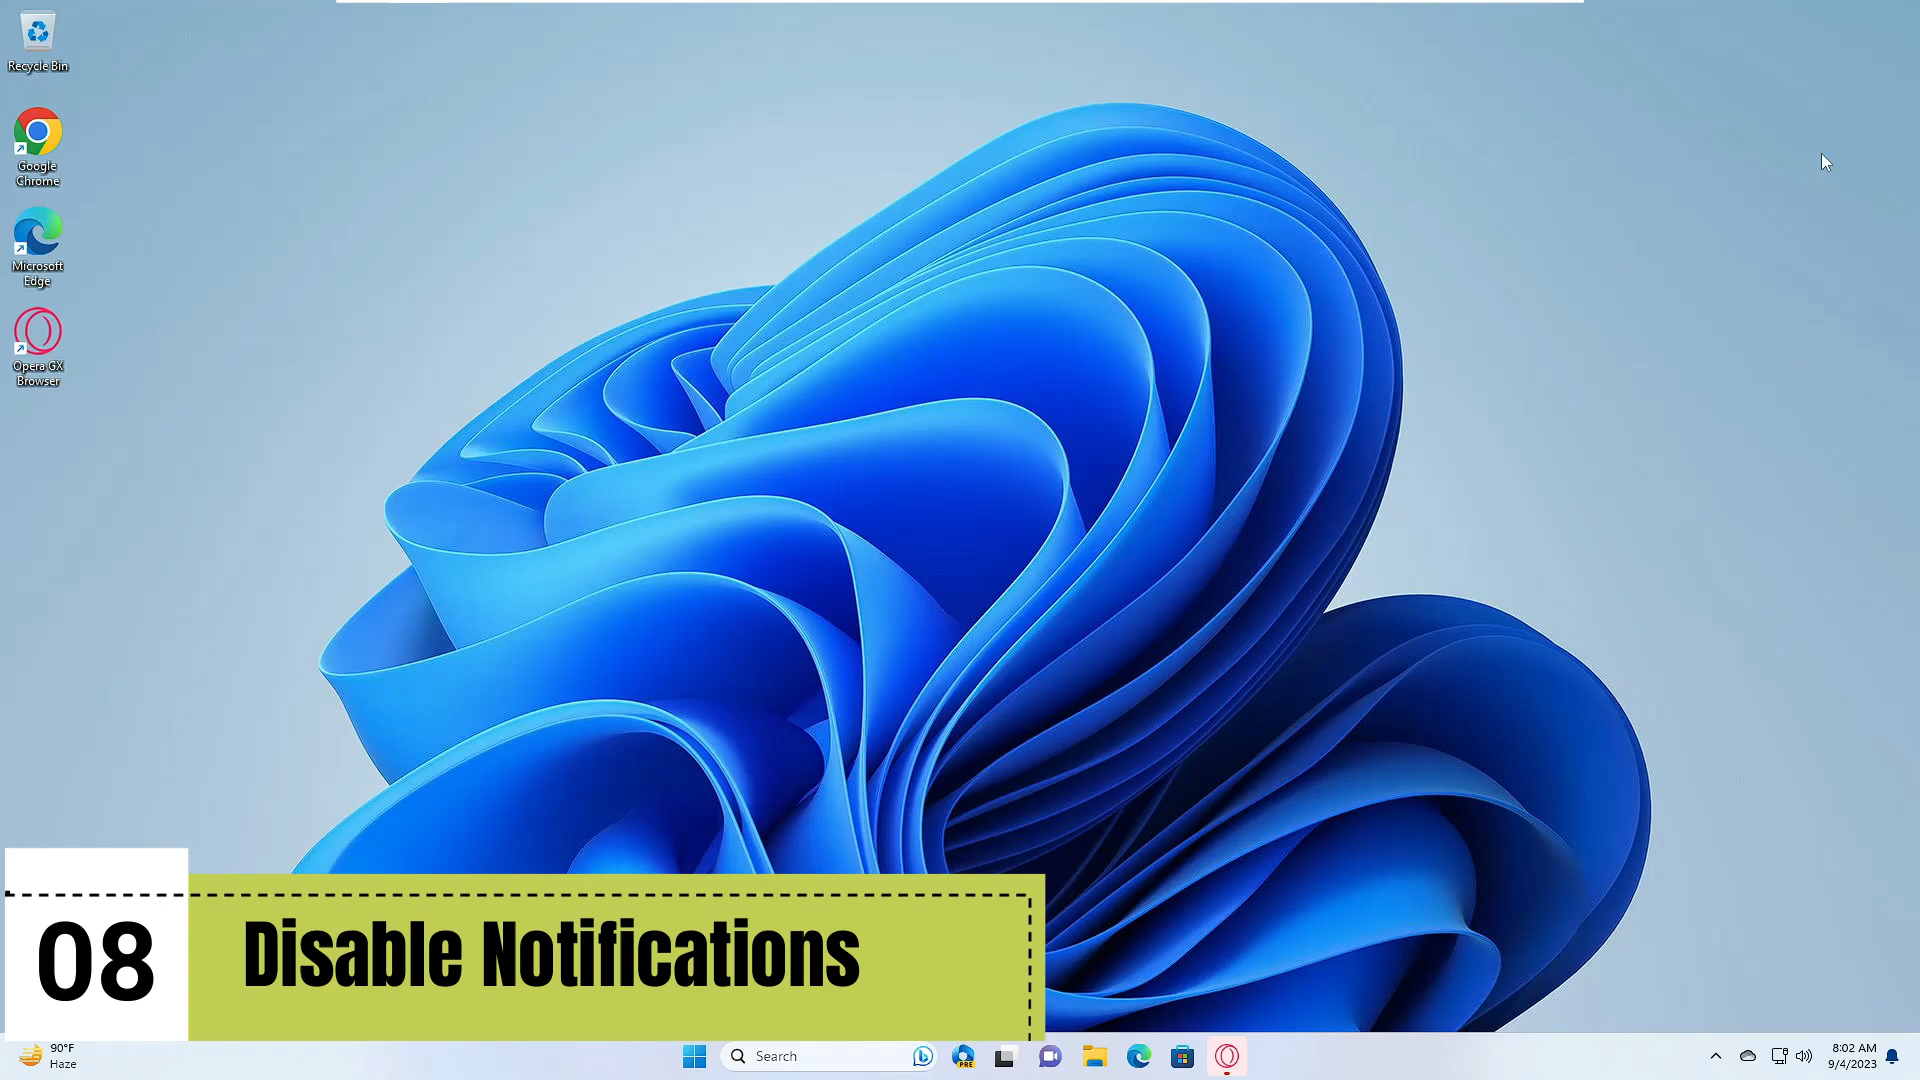 Recycle Bin
Google
Chrome
Microsoft
Edge
Opera GX
Browser
08
Disable Notifications
90°F
Haze
Search
PRE
8:02 AM
9/4/2023